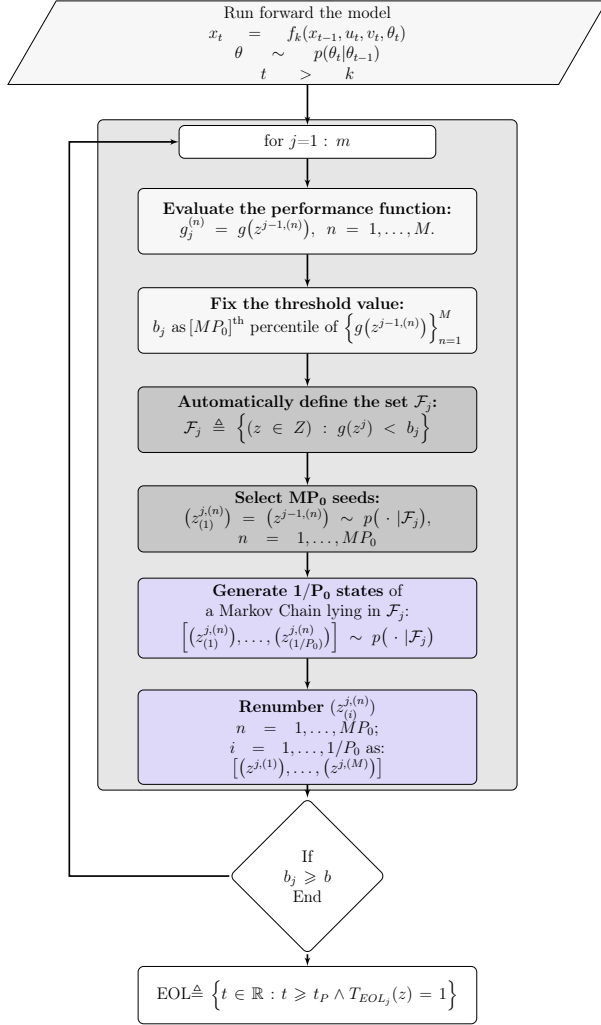 Run forward the model
x_t = f_k(x_{t−1}, u_t, v_t, θ_t)
θ ∼ p(θ_t|θ_{t−1})
t > k
for j=1 : m
Evaluate the performance function:
g_j^{(n)} = g(z^{j−1,(n)}), n = 1, . . . , M.
Fix the threshold value:
b_j as [MP_0]^{th} percentile of {g(z^{j−1,(n)})}_{n=1}^{M}
Automatically define the set ℱ_j:
ℱ_j ≜ {(z ∈ Z) : g(z^j) < b_j}
Select MP_0 seeds:
(z_{(1)}^{j,(n)}) = (z^{j−1,(n)}) ∼ p( · |ℱ_j),
n = 1, . . . , MP_0
Generate 1/P_0 states of
a Markov Chain lying in ℱ_j:
[(z_{(1)}^{j,(n)}), . . . , (z_{(1/P_0)}^{j,(n)})] ∼ p( · |ℱ_j)
Renumber (z_{(i)}^{j,(n)})
n = 1, . . . , MP_0;
i = 1, . . . , 1/P_0 as:
[(z^{j,(1)}), . . . , (z^{j,(M)})]
If
b_j ⩾ b
End
EOL≜ {t ∈ ℝ : t ⩾ t_P ∧ T_{EOL_j}(z) = 1}